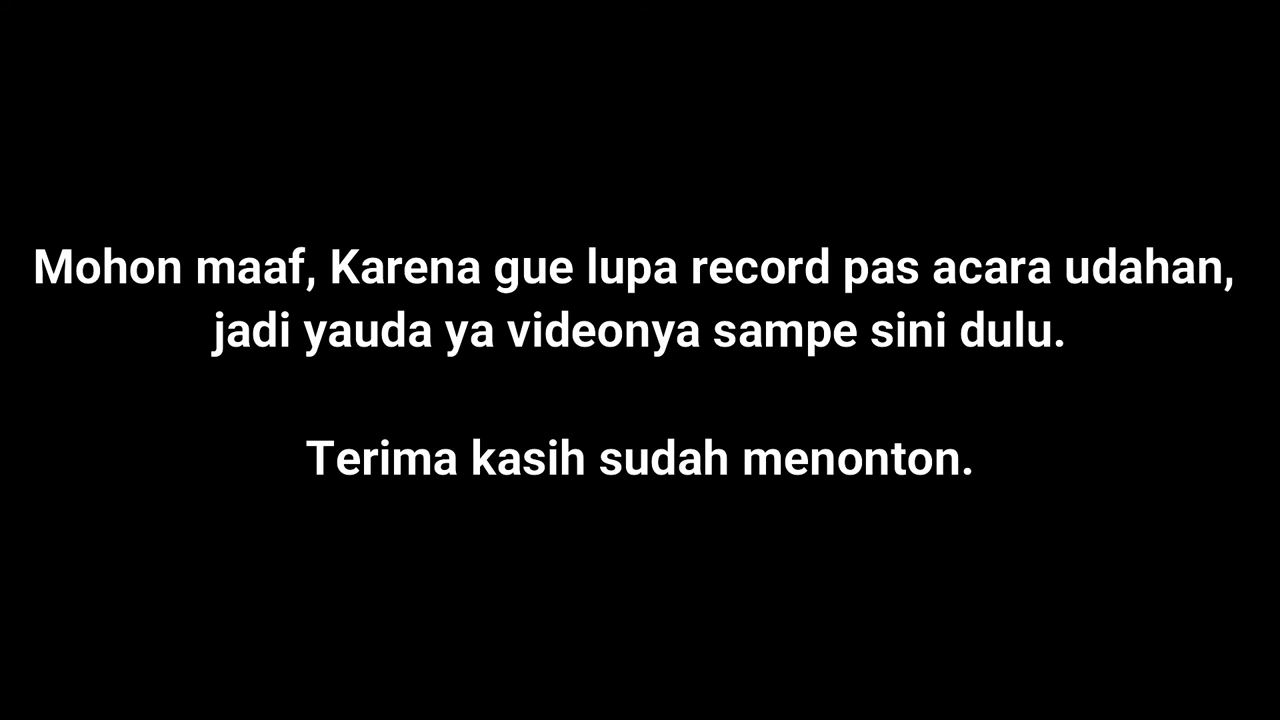 Mohon maaf, Karena gue lupa record pas acara udahan,
jadi yauda ya videonya sampe sini dulu.
Terima kasih sudah menonton.